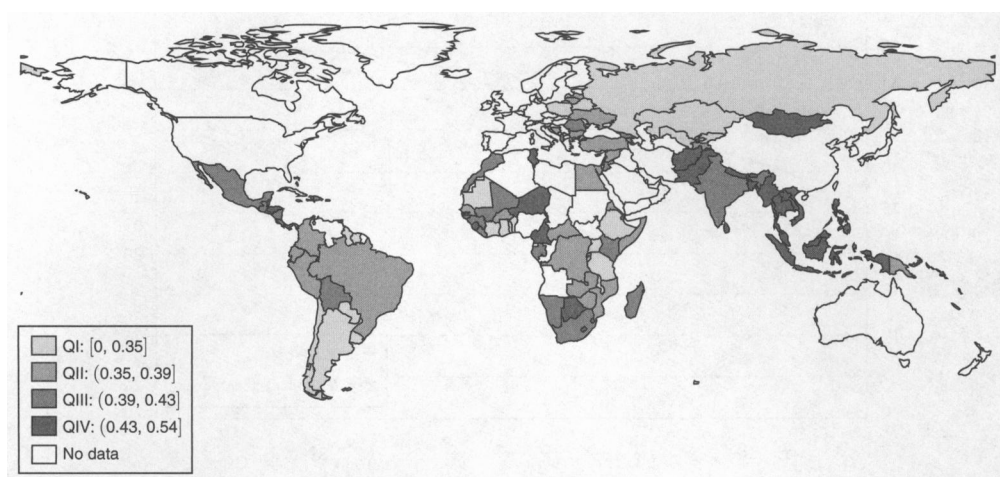 QI: [0, 0.35]
QII: (0.35, 0.39]
QIII: (0.39, 0.43]
QIV: (0.43, 0.54]
No data